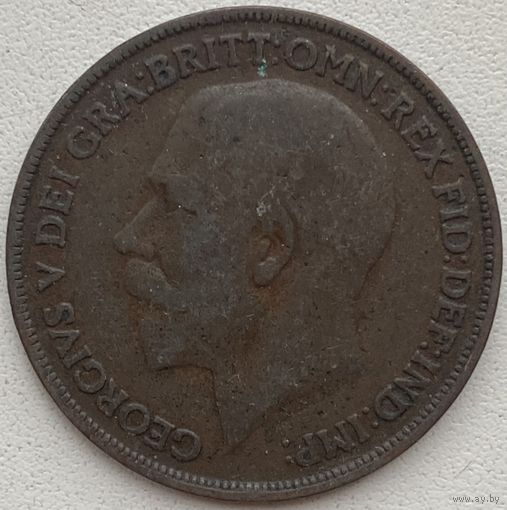 GEORGIVS V DEI GRA:BRITT:OMN:REX FID:DEF:IND:IMP:
www.ay.by